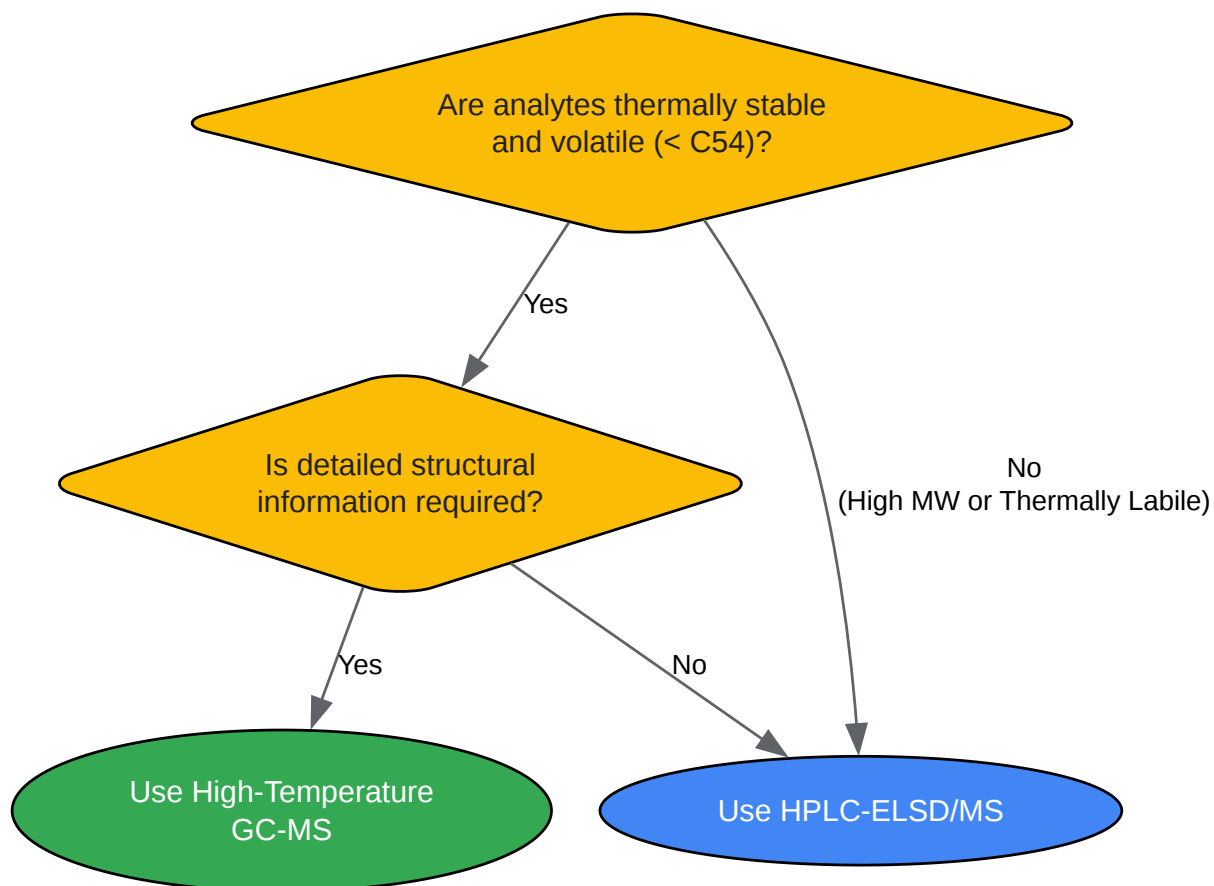 Are analytes thermally stable
and volatile (< C54)?
Yes
Is detailed structural
information required?
No
(High MW or Thermally Labile)
Yes
No
Use High-Temperature
GC-MS
Use HPLC-ELSD/MS